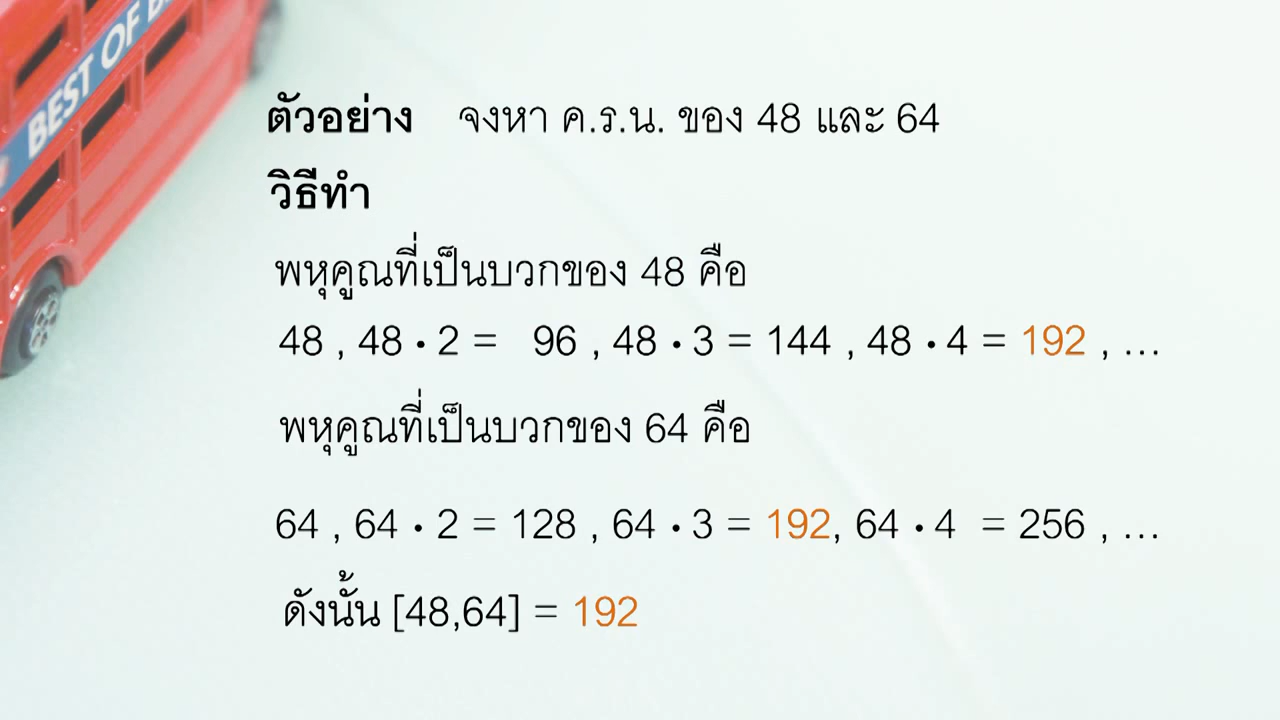 BEST OF B
ตัวอย่าง จงหา ค.ร.น. ของ 48 และ 64
วิธีทำ
พหุคูณที่เป็นบวกของ 48 คือ
48 , 48 • 2 = 96 , 48 • 3 = 144 , 48 • 4 = 192 , ...
พหุคูณที่เป็นบวกของ 64 คือ
64 , 64 • 2 = 128 , 64 • 3 = 192, 64 • 4 = 256 , ...
ดังนั้น [48,64] = 192